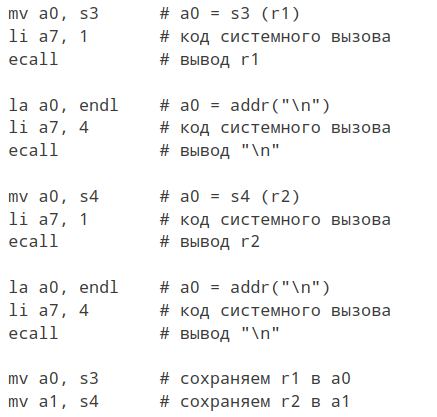 mv a0, s3      # a0 = s3 (r1)
li a7, 1       # код системного вызова
ecall          # вывод r1

la a0, endl    # a0 = addr("\n")
li a7, 4       # код системного вызова
ecall          # вывод "\n"

mv a0, s4      # a0 = s4 (r2)
li a7, 1       # код системного вызова
ecall          # вывод r2

la a0, endl    # a0 = addr("\n")
li a7, 4       # код системного вызова
ecall          # вывод "\n"

mv a0, s3      # сохраняем r1 в a0
mv a1, s4      # сохраняем r2 в a1